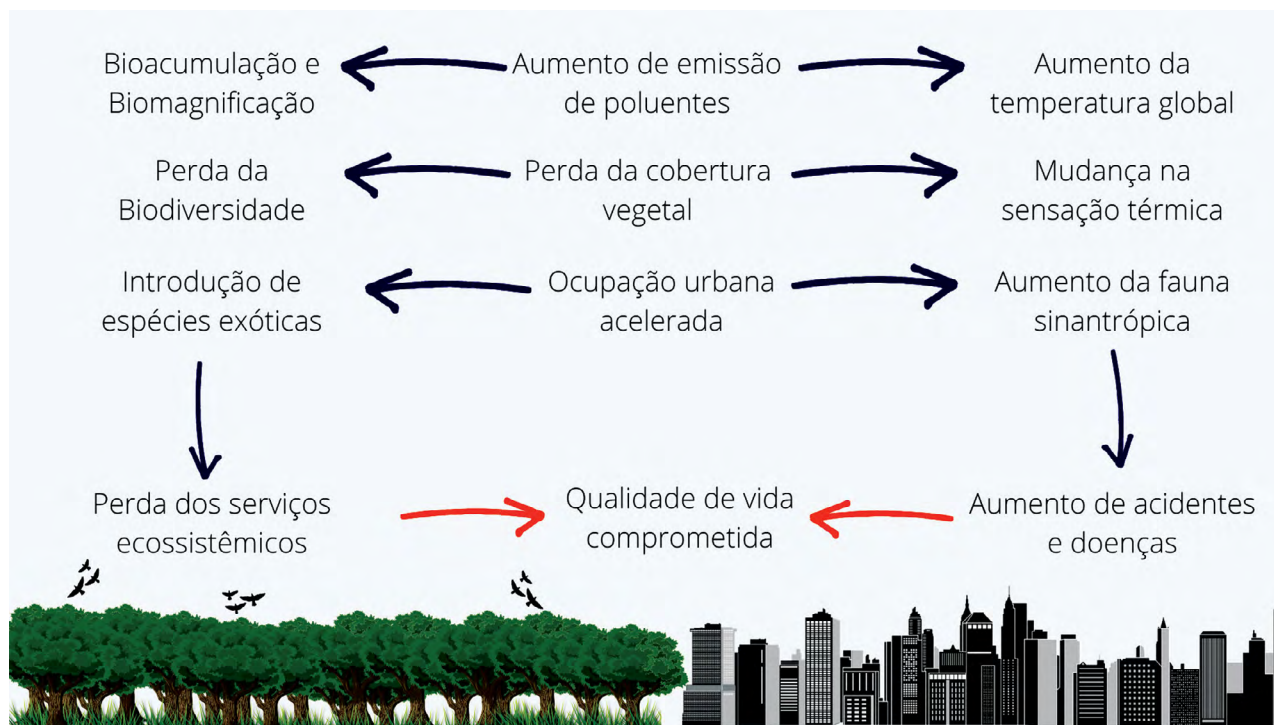 Bioacumulação e
Biomagnificação
Aumento de emissão
de poluentes
Aumento da
temperatura global
Perda da
Biodiversidade
Perda da cobertura
vegetal
Mudança na
sensação térmica
Introdução de
espécies exóticas
Ocupação urbana
acelerada
Aumento da fauna
sinantrópica
Perda dos serviços
ecossistêmicos
Qualidade de vida
comprometida
Aumento de acidentes
e doenças